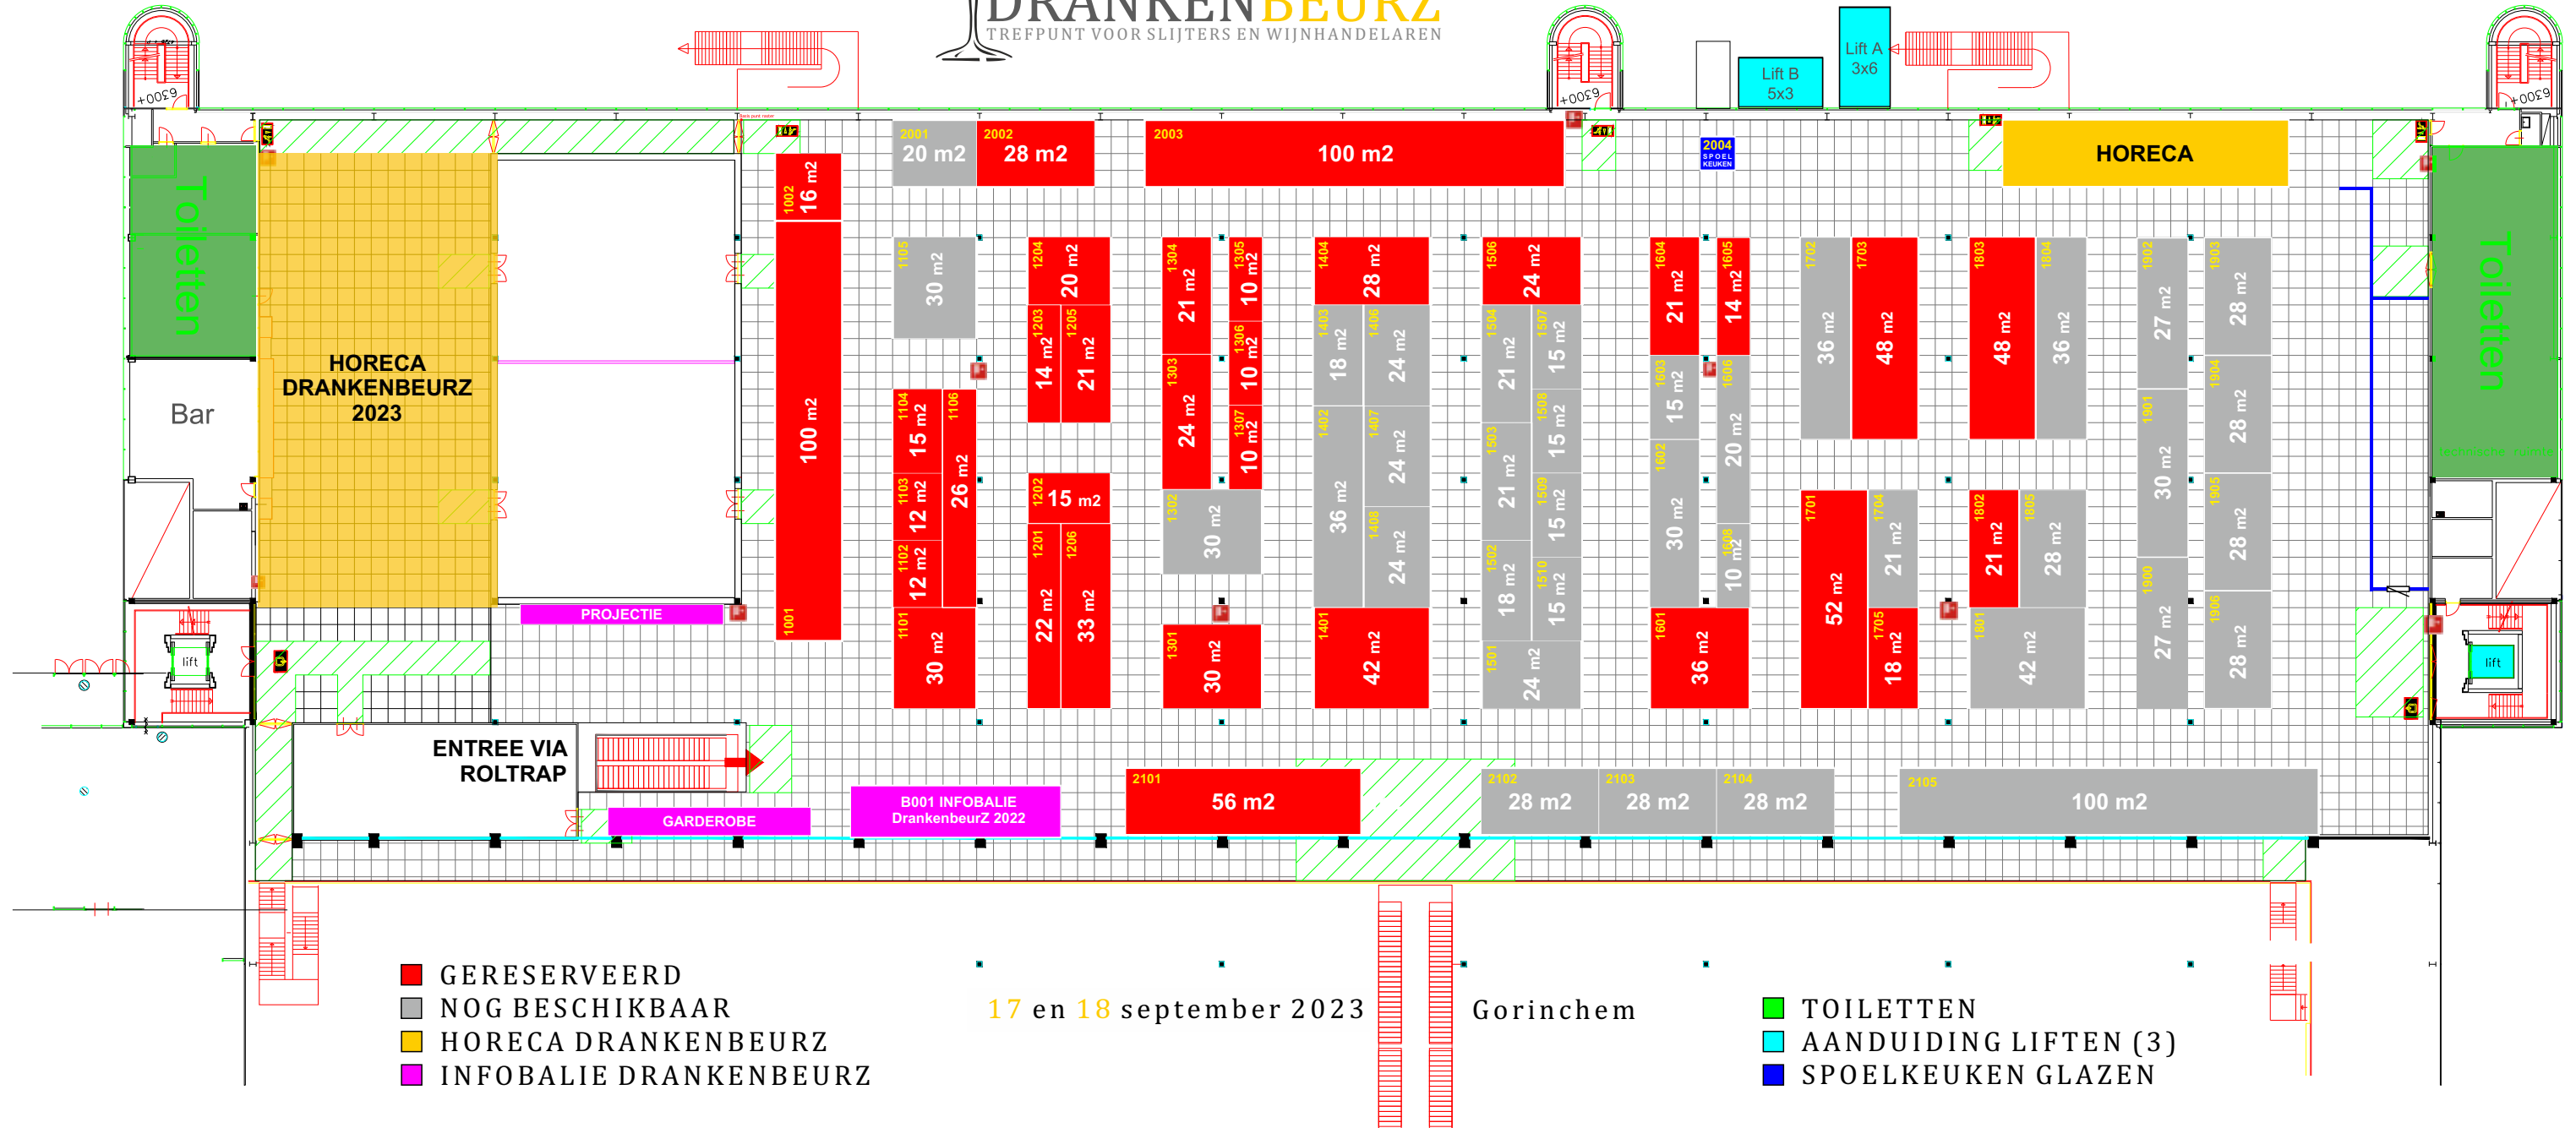 DRANKENBEURZ
TREFPUNT VOOR SLIJTERS EN WIJNHANDELAREN
Lift A
3x6
Lift B
5x3
6300+
6300+
6300+
2001
20 m2
2002
28 m2
2003
100 m2
2004
SPOEL
KEUKEN
HORECA
Toiletten
Toiletten
Bar
HORECA
DRANKENBEURZ
2023
1002
16 m2
1001
100 m2
1105
30 m2
1104
15 m2
1106
26 m2
1103
12 m2
1102
12 m2
1101
30 m2
1204
20 m2
1203
14 m2
1205
21 m2
1202
15 m2
1201
22 m2
1206
33 m2
1304
21 m2
1305
10 m2
1306
10 m2
1303
24 m2
1307
10 m2
1302
30 m2
1301
30 m2
1404
28 m2
1403
18 m2
1406
24 m2
1402
36 m2
1407
24 m2
1408
24 m2
1401
42 m2
1506
24 m2
1504
21 m2
1507
15 m2
1503
21 m2
1508
15 m2
1509
15 m2
1502
18 m2
1510
15 m2
1501
24 m2
1604
21 m2
1605
14 m2
1603
15 m2
1606
20 m2
1602
30 m2
1608
10 m2
1601
36 m2
1702
36 m2
1703
48 m2
1701
52 m2
1704
21 m2
1705
18 m2
1803
48 m2
1804
36 m2
1802
21 m2
1805
28 m2
1801
42 m2
1902
27 m2
1903
28 m2
1901
30 m2
1904
28 m2
1905
28 m2
1900
27 m2
1906
28 m2
PROJECTIE
lift
lift
ENTREE VIA
ROLTRAP
GARDEROBE
B001 INFOBALIE
DrankenbeurZ 2022
2101
56 m2
2102
28 m2
2103
28 m2
2104
28 m2
2105
100 m2
GERESERVEERD
NOG BESCHIKBAAR
HORECA DRANKENBEURZ
INFOBALIE DRANKENBEURZ
17 en 18 september 2023
Gorinchem
TOILETTEN
AANDUIDING LIFTEN (3)
SPOELKEUKEN GLAZEN